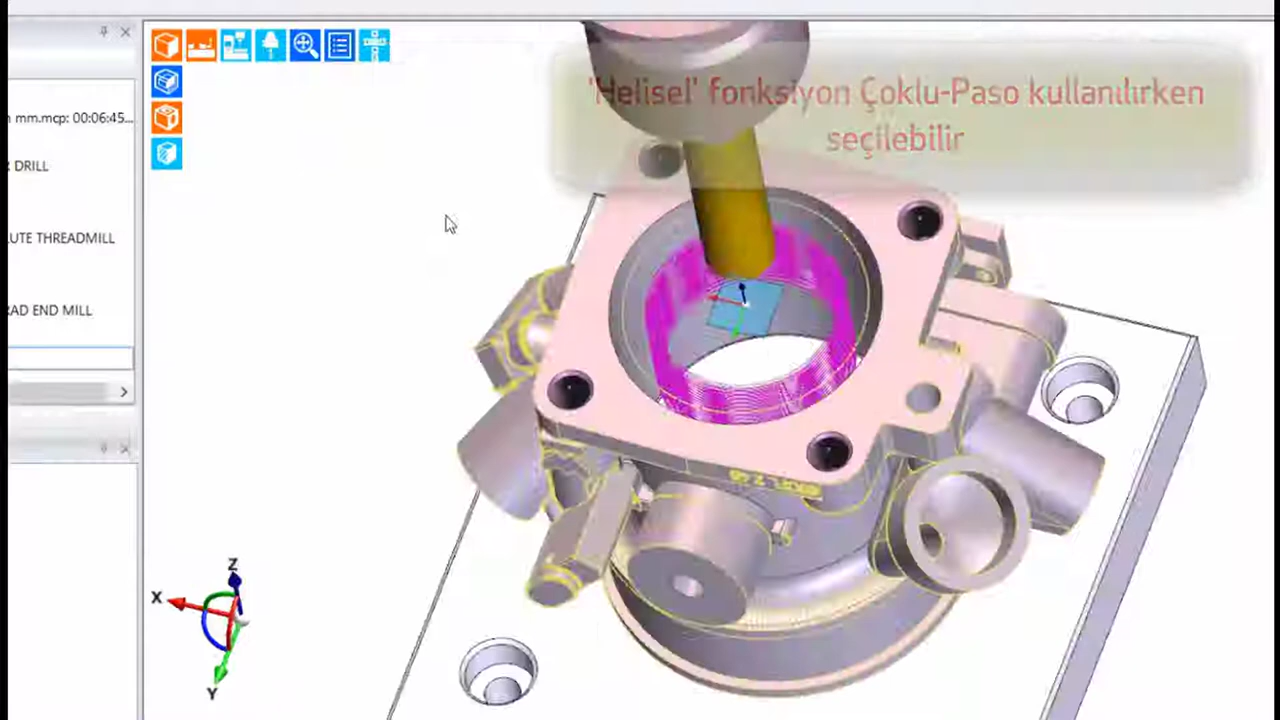 'Helisel' fonksiyon Çoklu-Paso kullanılırken
seçilebilir
mm.mcp: 00:06:45...
DRILL
UTE THREADMILL
RAD END MILL
Z
X
Y